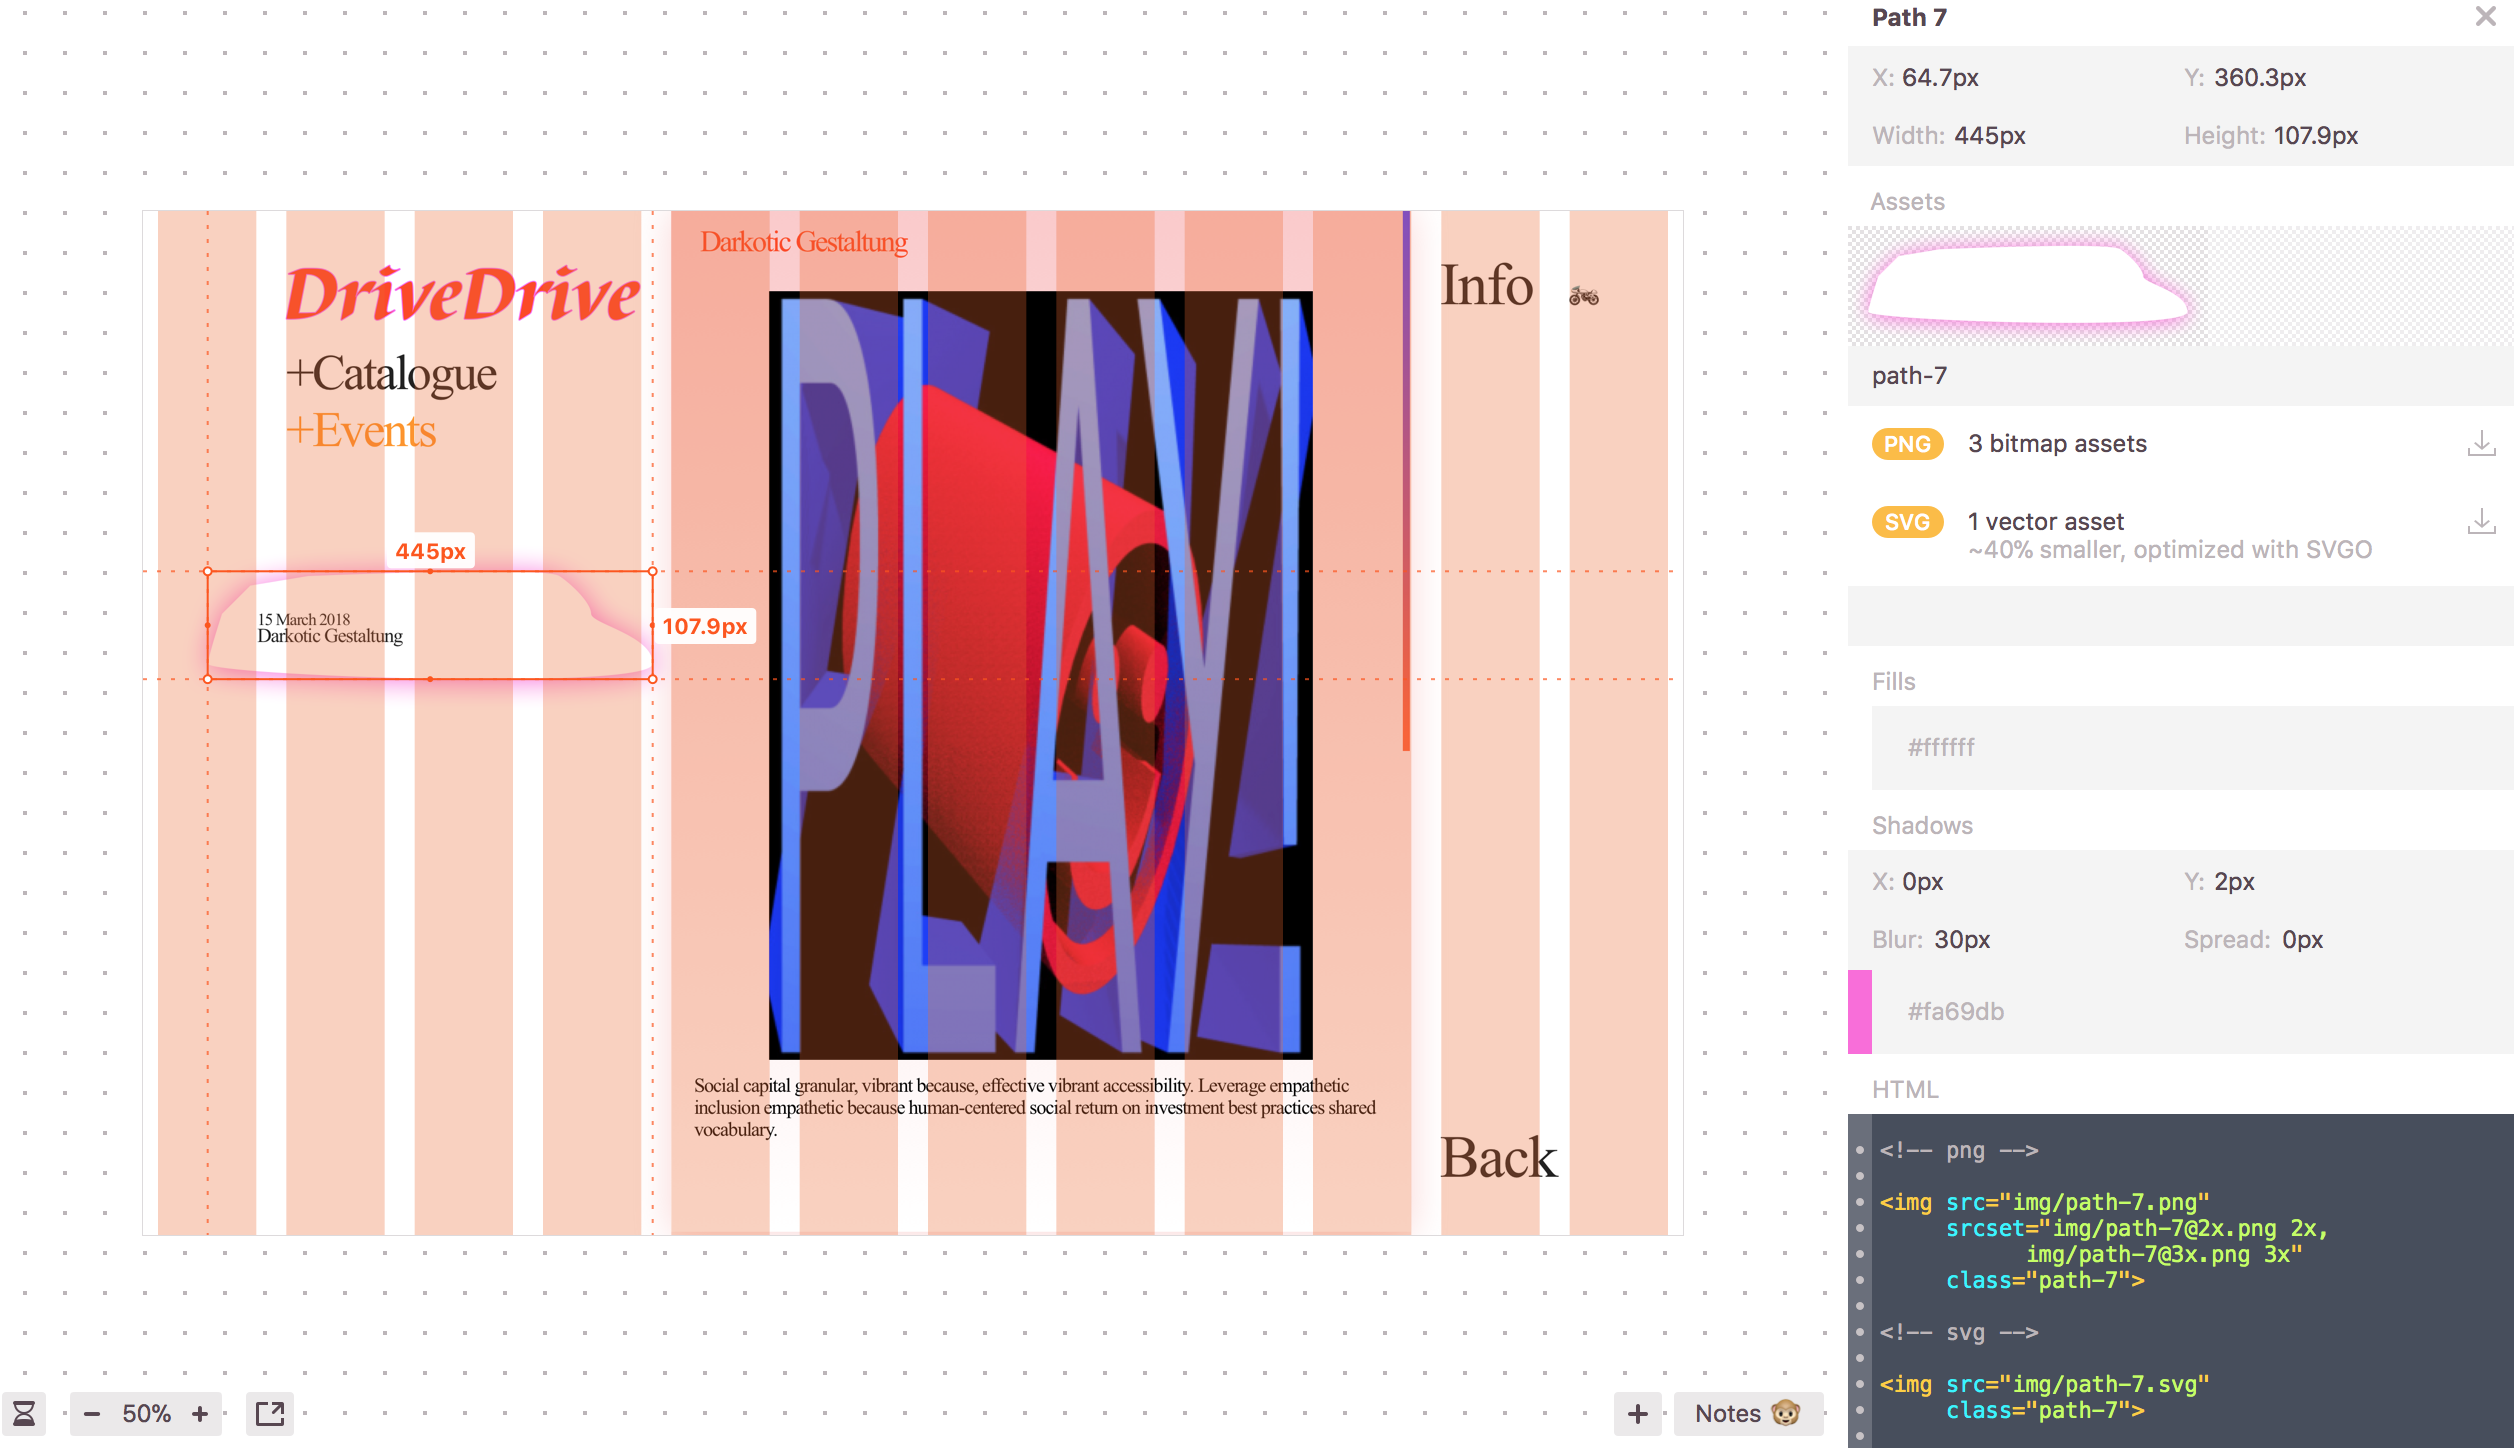 Darkotic Gestaltung
DriveDrive
+Catalogue
+Events
445px
15 March 2018
Darkotic Gestaltung
107.9px
PLAY!
Social capital granular, vibrant because, effective vibrant accessibility. Leverage empathetic
inclusion empathetic because human-centered social return on investment best practices shared
vocabulary.
Info
Back
50%
Notes
Path 7
X: 64.7px Y: 360.3px
Width: 445px Height: 107.9px
Assets
path-7
PNG 3 bitmap assets
SVG 1 vector asset
~40% smaller, optimized with SVGO
Fills
#ffffff
Shadows
X: 0px Y: 2px
Blur: 30px Spread: 0px
#fa69db
HTML
<!-- png -->
<img src="img/path-7.png"
srcset="img/path-7@2x.png 2x,
img/path-7@3x.png 3x"
class="path-7">
<!-- svg -->
<img src="img/path-7.svg"
class="path-7">